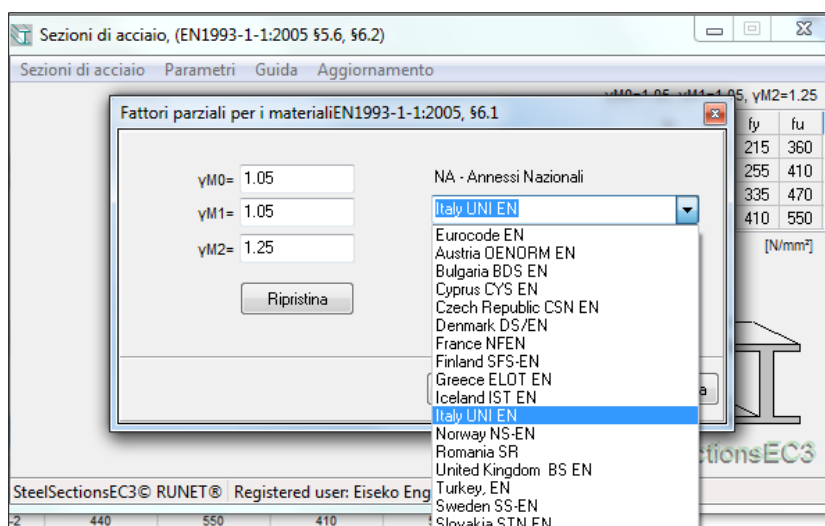 Sezioni di acciaio, (EN1993-1-1:2005 §5.6, §6.2)
Sezioni di acciaio Parametri Guida Aggiornamento
γM0=1.05, γM1=1.05, γM2=1.25
Fattori parziali per i materialiEN1993-1-1:2005, §6.1
fy fu
215 360
255 410
335 470
410 550
[N/mm²]
γM0= 1.05
γM1= 1.05
γM2= 1.25
Ripristina
NA - Annessi Nazionali
Italy UNI EN
Eurocode EN
Austria OENORM EN
Bulgaria BDS EN
Cyprus CYS EN
Czech Republic CSN EN
Denmark DS/EN
France NFEN
Finland SFS-EN
Greece ELOT EN
Iceland IST EN
Italy UNI EN
Norway NS-EN
Romania SR
United Kingdom BS EN
Turkey, EN
Sweden SS-EN
Slovakia STN EN
tionsEC3
SteelSectionsEC3© RUNET® Registered user: Eiseko Eng
-2 440 550 410